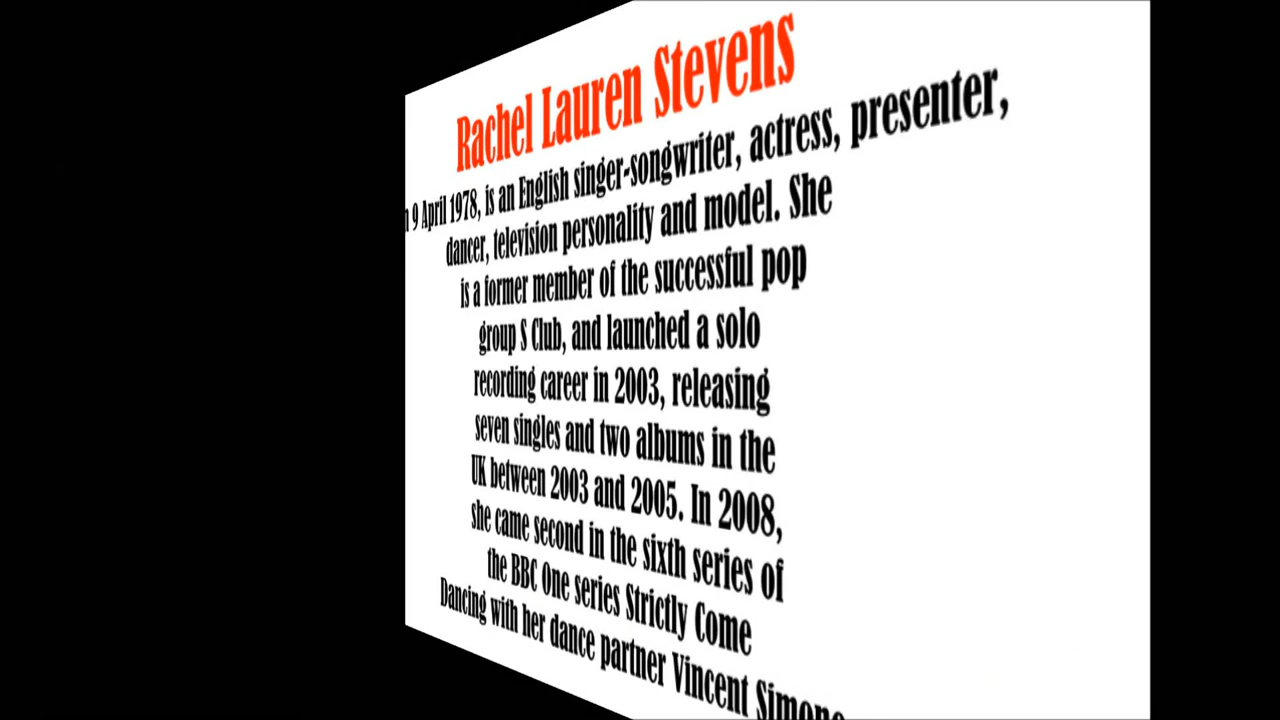 Rachel Lauren Stevens
9 April 1978, is an English singer-songwriter, actress, presenter,
dancer, television personality and model. She
is a former member of the successful pop
group S Club, and launched a solo
recording career in 2003, releasing
seven singles and two albums in the
UK between 2003 and 2005. In 2008,
she came second in the sixth series of
the BBC One series Strictly Come
Dancing with her dance partner Vincent Simone